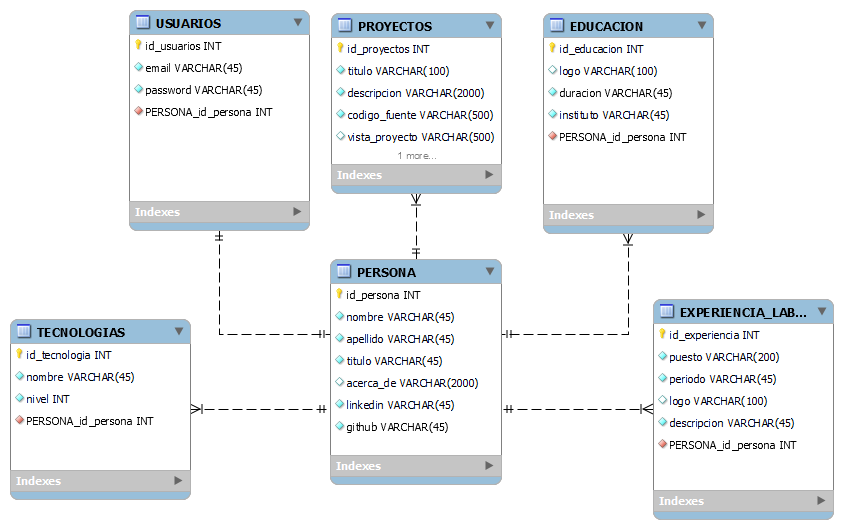 USUARIOS
id_usuarios INT
email VARCHAR(45)
password VARCHAR(45)
PERSONA_id_persona INT
Indexes
PROYECTOS
id_proyectos INT
titulo VARCHAR(100)
descripcion VARCHAR(2000)
codigo_fuente VARCHAR(500)
vista_proyecto VARCHAR(500)
1 more...
Indexes
EDUCACION
id_educacion INT
logo VARCHAR(100)
duracion VARCHAR(45)
instituto VARCHAR(45)
PERSONA_id_persona INT
Indexes
TECNOLOGIAS
id_tecnologia INT
nombre VARCHAR(45)
nivel INT
PERSONA_id_persona INT
Indexes
PERSONA
id_persona INT
nombre VARCHAR(45)
apellido VARCHAR(45)
titulo VARCHAR(45)
acerca_de VARCHAR(2000)
linkedin VARCHAR(45)
github VARCHAR(45)
Indexes
EXPERIENCIA_LAB...
id_experiencia INT
puesto VARCHAR(200)
periodo VARCHAR(45)
logo VARCHAR(100)
descripcion VARCHAR(45)
PERSONA_id_persona INT
Indexes